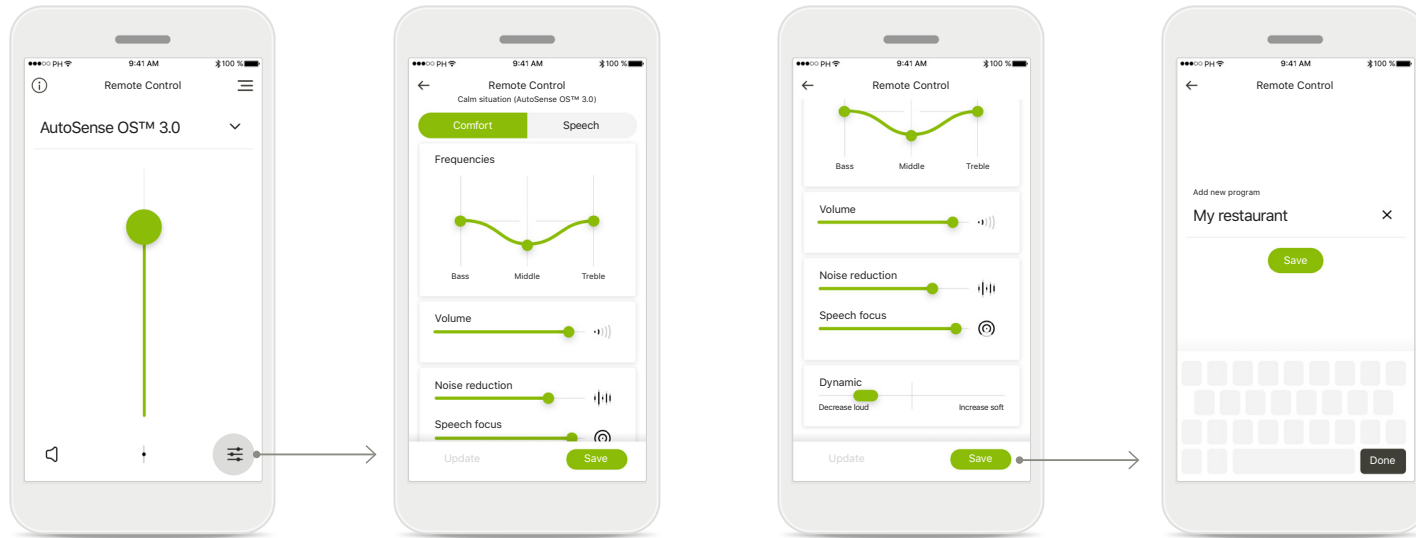 PH 9:41 AM 100 %
Remote Control
AutoSense OS™ 3.0
PH 9:41 AM 100 %
Remote Control
Calm situation (AutoSense OS™ 3.0)
Comfort Speech
Frequencies
Bass Middle Treble
Volume
Noise reduction
Speech focus
Update Save
PH 9:41 AM 100 %
Remote Control
Bass Middle Treble
Volume
Noise reduction
Speech focus
Dynamic
Decrease loud Increase soft
Update Save
PH 9:41 AM 100 %
Remote Control
Add new program
My restaurant
Save
Done